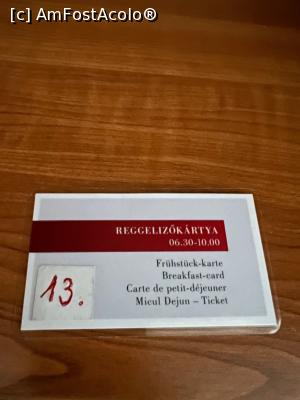 [c] AmFostAcolo®
REGGELIZŐKÁRTYA
06.30-10.00
Frühstück-karte
Breakfast-card
Carte de petit-déjeuner
Micul Dejun – Ticket
13.